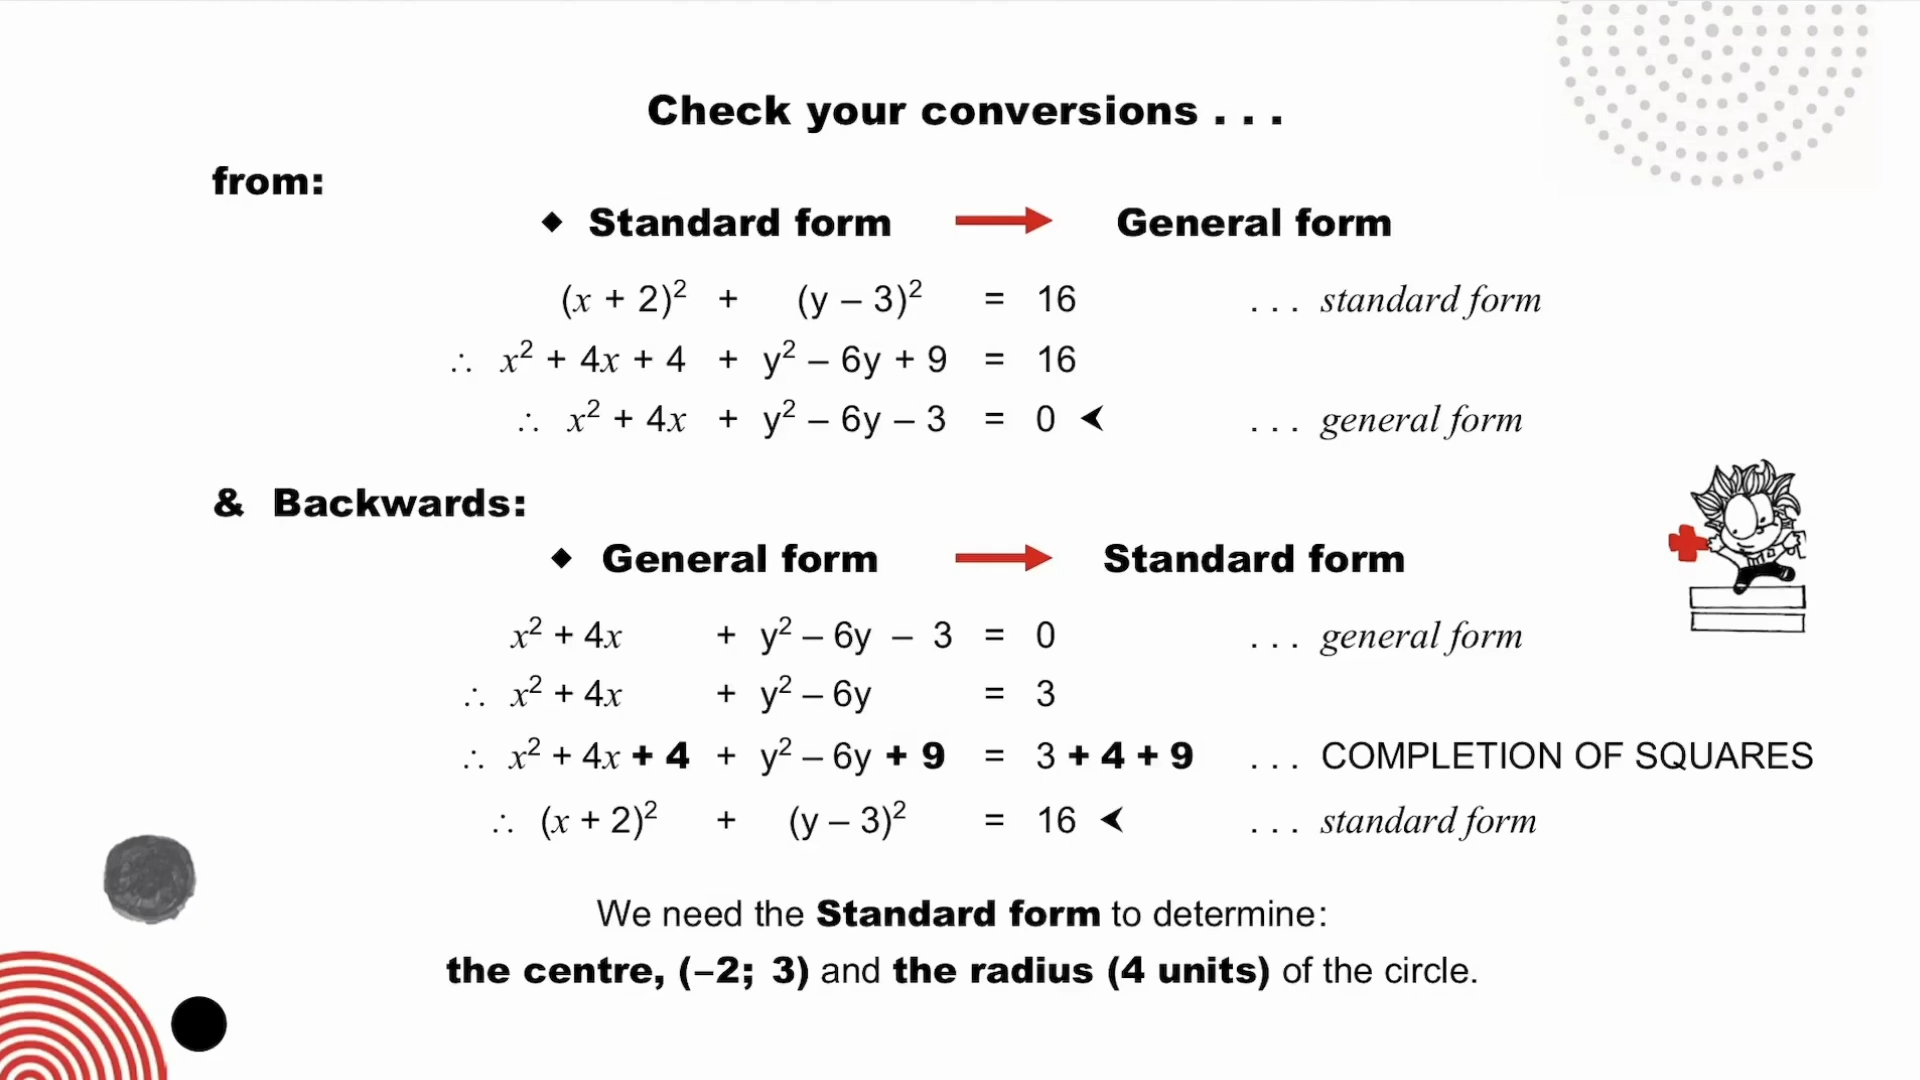 Check your conversions . . .
from:
◆ Standard form → General form
(x + 2)² + (y – 3)² = 16 . . . standard form
∴ x² + 4x + 4 + y² – 6y + 9 = 16
∴ x² + 4x + y² – 6y – 3 = 0 ⮜ . . . general form
& Backwards:
◆ General form → Standard form
x² + 4x + y² – 6y – 3 = 0 . . . general form
∴ x² + 4x + y² – 6y = 3
∴ x² + 4x + 4 + y² – 6y + 9 = 3 + 4 + 9 . . . COMPLETION OF SQUARES
∴ (x + 2)² + (y – 3)² = 16 ⮜ . . . standard form
We need the Standard form to determine:
the centre, (–2; 3) and the radius (4 units) of the circle.